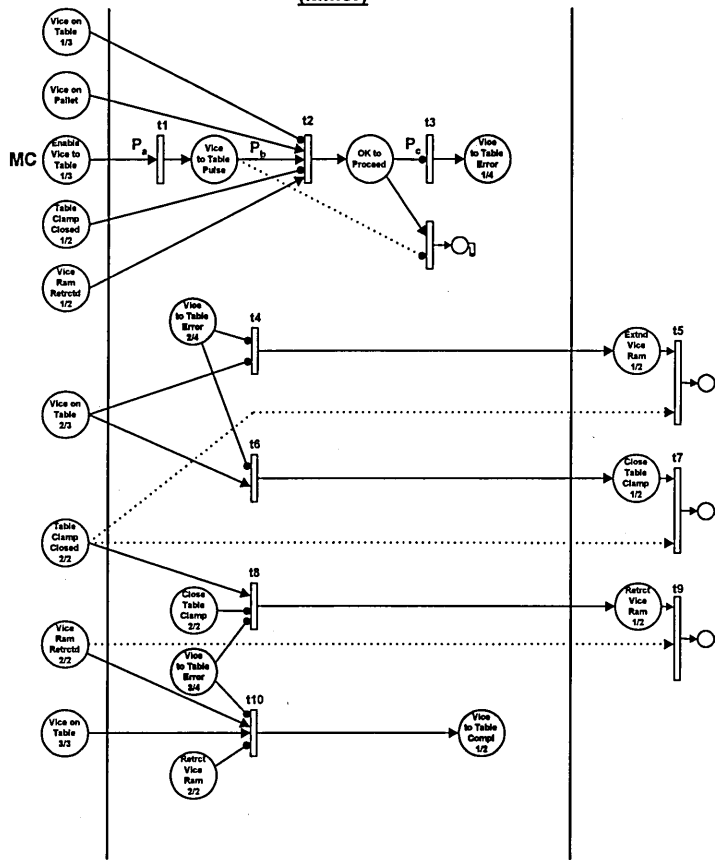 Vice on
Table
1/3
Vice on
Pallet
MC
Enable
Vice to
Table
1/3
Pa
t1
Vice
to Table
Pulse
Pb
t2
OK to
Proceed
Pc
t3
Vice
to Table
Error
1/4
Table
Clamp
Closed
1/2
Vice
Ram
Retrctd
1/2
Vice
to Table
Error
2/4
t4
Extnd
Vice
Ram
1/2
t5
Vice on
Table
2/3
t6
Close
Table
Clamp
1/2
t7
Table
Clamp
Closed
2/2
t8
Close
Table
Clamp
2/2
Retrct
Vice
Ram
1/2
t9
Vice
Ram
Retrctd
2/2
Vice
to Table
Error
3/4
t10
Vice on
Table
3/3
Vice
to Table
Compl
1/2
Retrct
Vice
Ram
2/2